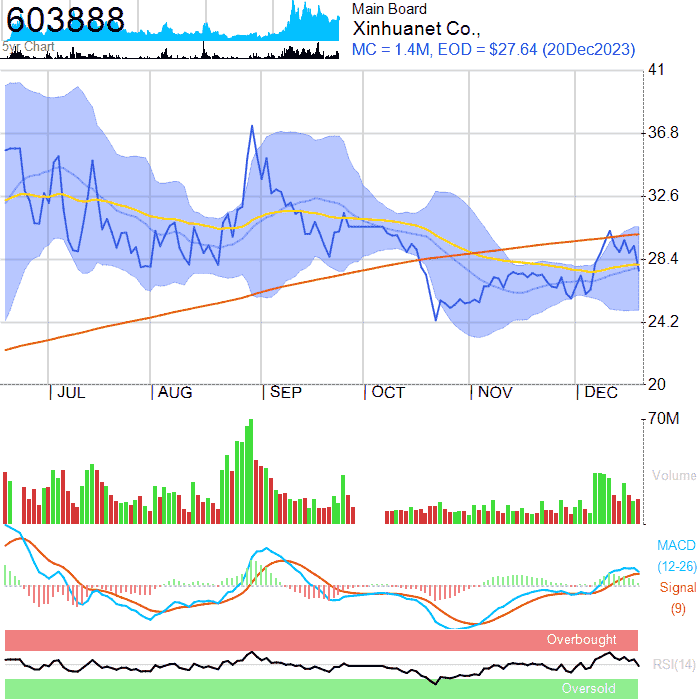 603888
5yr Chart
Main Board
Xinhuanet Co.,
MC = 1.4M, EOD = $27.64 (20Dec2023)
41
36.8
32.6
28.4
24.2
20
JUL AUG SEP OCT NOV DEC
70M
Volume
MACD
(12-26)
Signal
(9)
Overbought
RSI(14)
Oversold